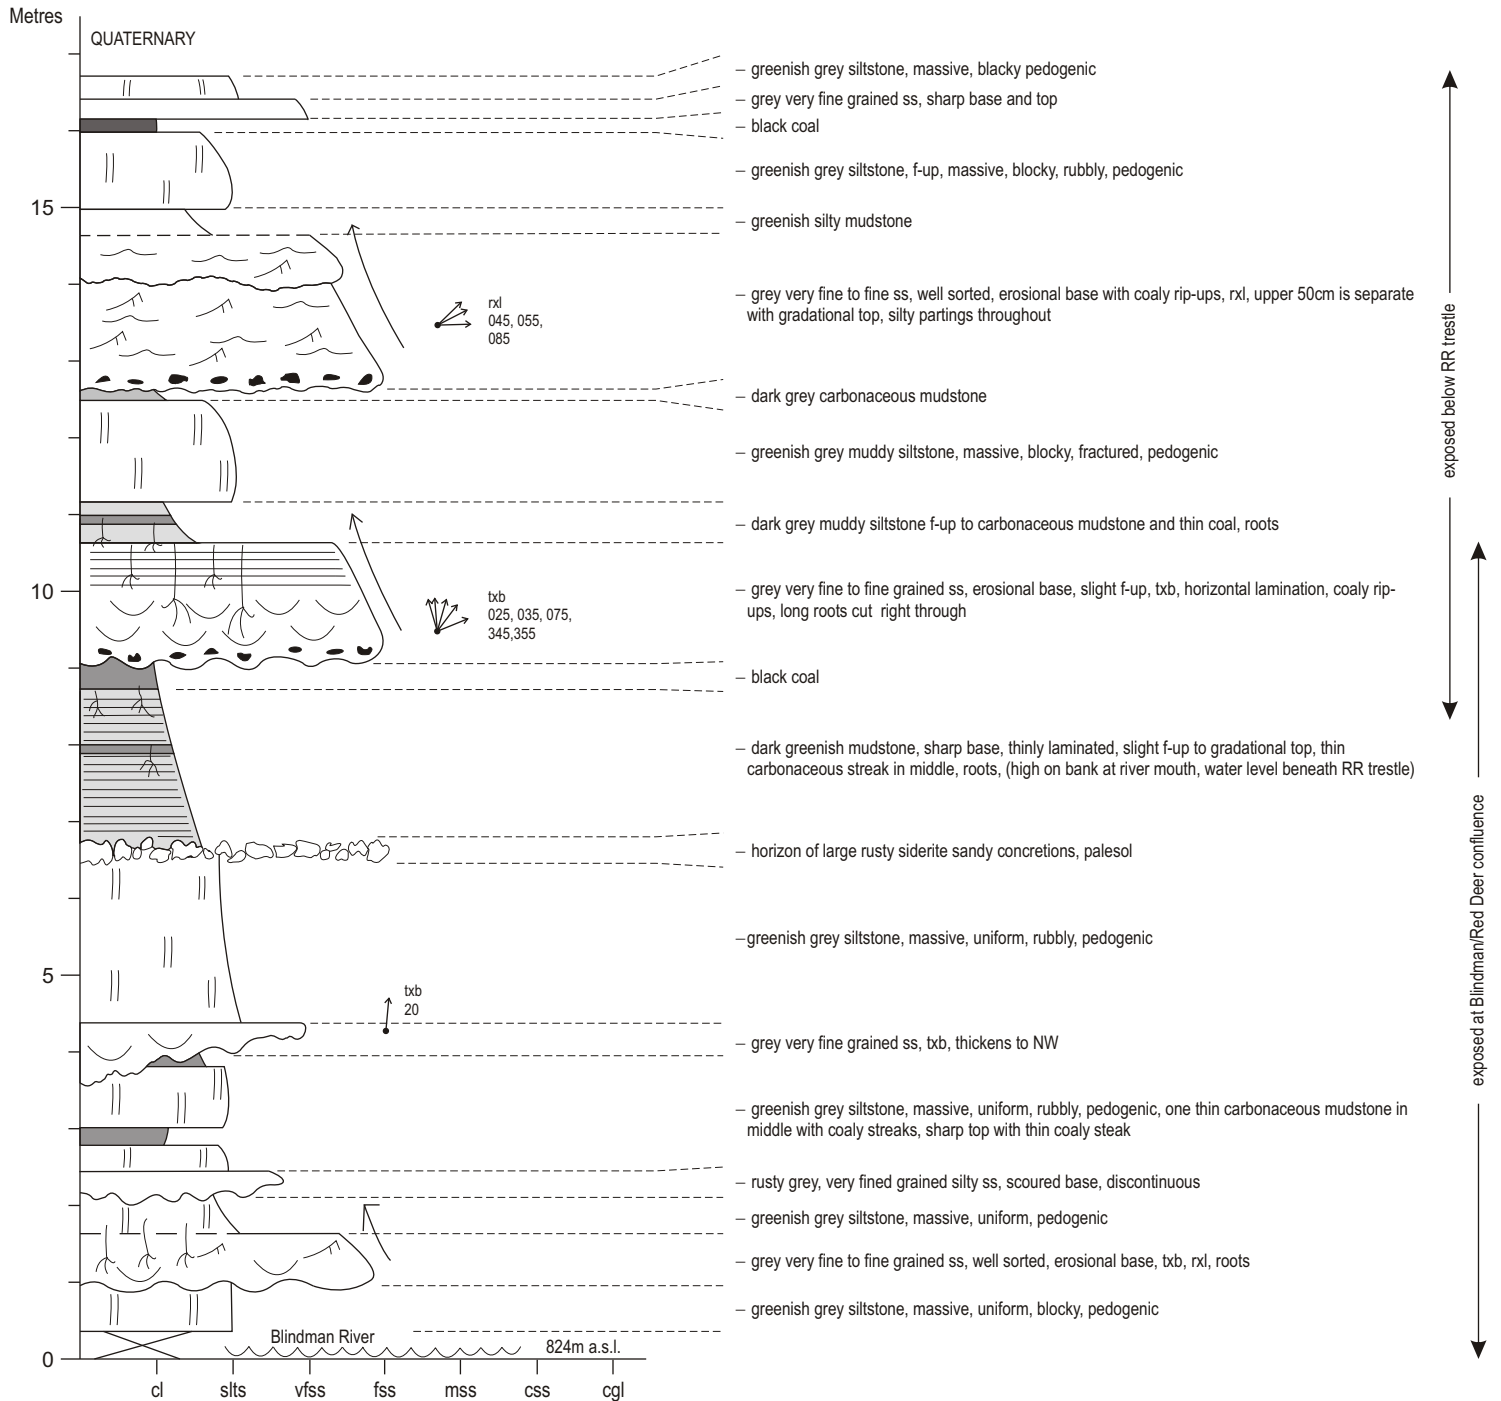 Metres
QUATERNARY
– greenish grey siltstone, massive, blacky pedogenic
– grey very fine grained ss, sharp base and top
– black coal
– greenish grey siltstone, f-up, massive, blocky, rubbly, pedogenic
15
– greenish silty mudstone
– grey very fine to fine ss, well sorted, erosional base with coaly rip-ups, rxl, upper 50cm is separate
with gradational top, silty partings throughout
rxl
045, 055,
085
exposed below RR trestle
– dark grey carbonaceous mudstone
– greenish grey muddy siltstone, massive, blocky, fractured, pedogenic
– dark grey muddy siltstone f-up to carbonaceous mudstone and thin coal, roots
10
– grey very fine to fine grained ss, erosional base, slight f-up, txb, horizontal lamination, coaly rip-
ups, long roots cut right through
txb
025, 035, 075,
345,355
– black coal
– dark greenish mudstone, sharp base, thinly laminated, slight f-up to gradational top, thin
carbonaceous streak in middle, roots, (high on bank at river mouth, water level beneath RR trestle)
– horizon of large rusty siderite sandy concretions, palesol
exposed at Blindman/Red Deer confluence
–greenish grey siltstone, massive, uniform, rubbly, pedogenic
5
txb
20
– grey very fine grained ss, txb, thickens to NW
– greenish grey siltstone, massive, uniform, rubbly, pedogenic, one thin carbonaceous mudstone in
middle with coaly streaks, sharp top with thin coaly steak
– rusty grey, very fined grained silty ss, scoured base, discontinuous
– greenish grey siltstone, massive, uniform, pedogenic
– grey very fine to fine grained ss, well sorted, erosional base, txb, rxl, roots
– greenish grey siltstone, massive, uniform, blocky, pedogenic
Blindman River
824m a.s.l.
0
cl slts vfss fss mss css cgl